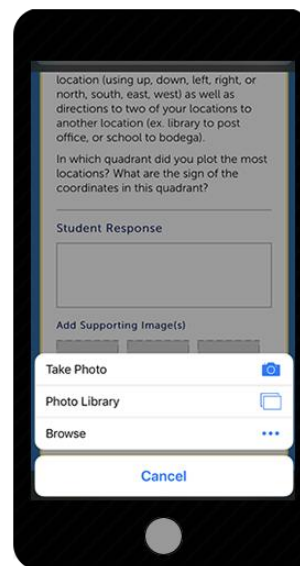 location (using up, down, left, right, or
north, south, east, west) as well as
directions to two of your locations to
another location (ex. library to post
office, or school to bodega).
In which quadrant did you plot the most
locations? What are the sign of the
coordinates in this quadrant?
Student Response
Add Supporting Image(s)
Take Photo
Photo Library
Browse
Cancel